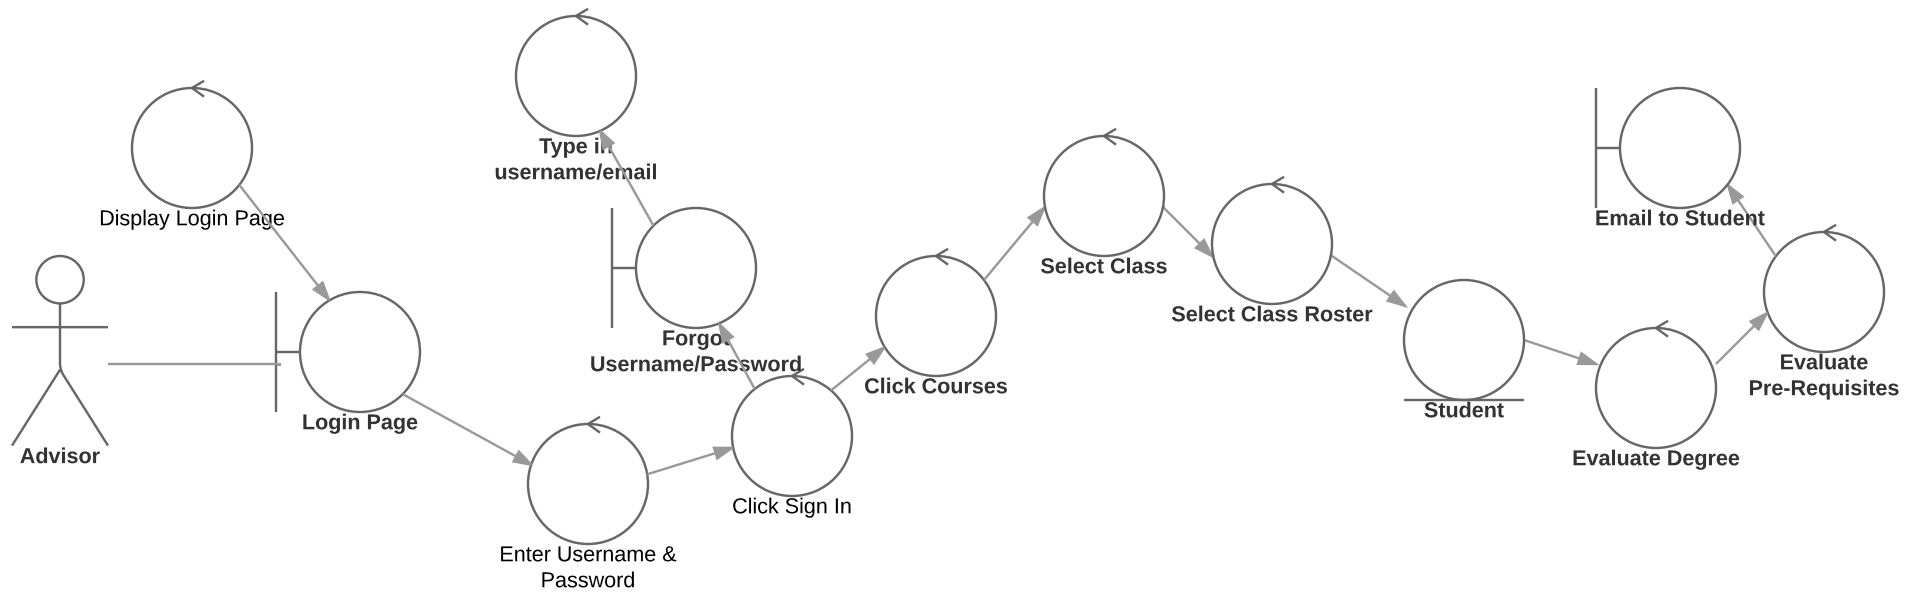 Display Login Page
Advisor
Login Page
Type in
username/email
Forgot
Username/Password
Enter Username &
Password
Click Sign In
Click Courses
Select Class
Select Class Roster
Student
Evaluate Degree
Evaluate
Pre-Requisites
Email to Student